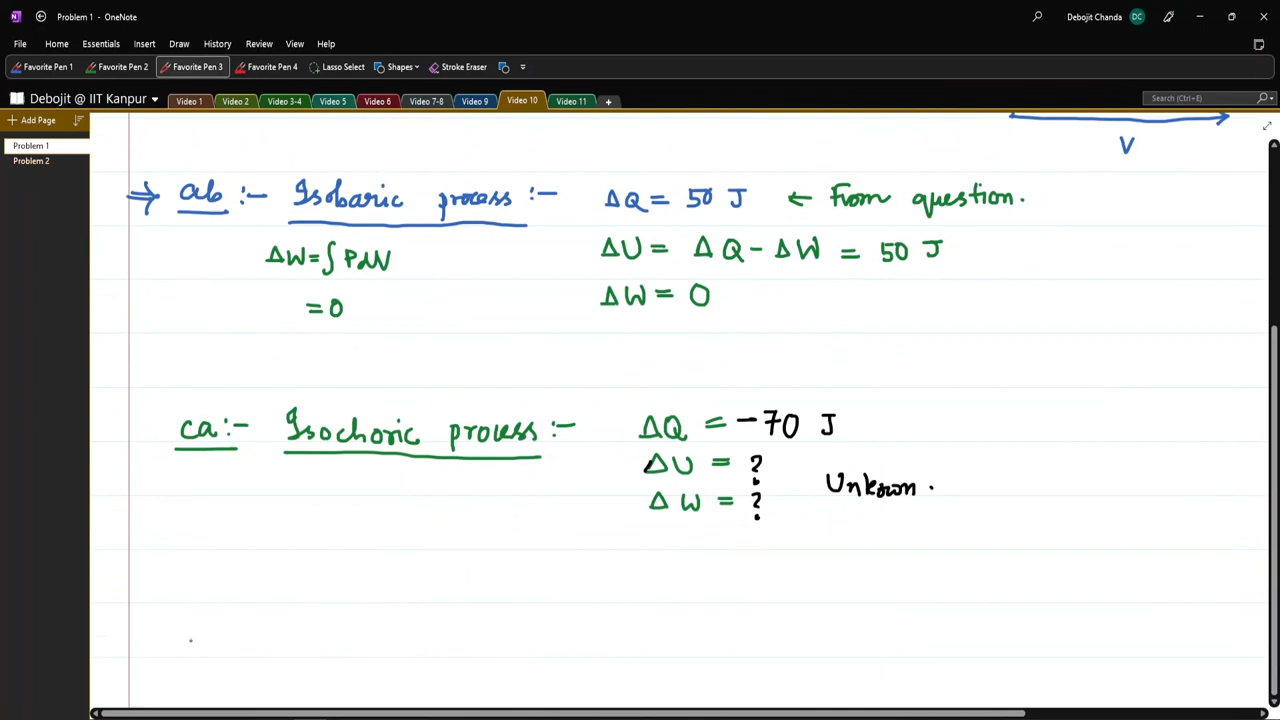 Problem 1 - OneNote
Debojit Chanda DC
File Home Essentials Insert Draw History Review View Help
Favorite Pen 1 Favorite Pen 2 Favorite Pen 3 Favorite Pen 4 Lasso Select Shapes Stroke Eraser
Debojit @ IIT Kanpur Video 1 Video 2 Video 3-4 Video 5 Video 6 Video 7-8 Video 9 Video 10 Video 11 + Search (Ctrl+E)
+ Add Page
Problem 1
Problem 2
V
⇒ ab :- Isobaric process :- ΔQ = 50 J ← From question.
ΔW = ∫ PdV ΔU = ΔQ - ΔW = 50 J
= 0 ΔW = 0
ca :- Isochoric process :- ΔQ = -70 J
ΔU = ?
ΔW = ? Unkown.